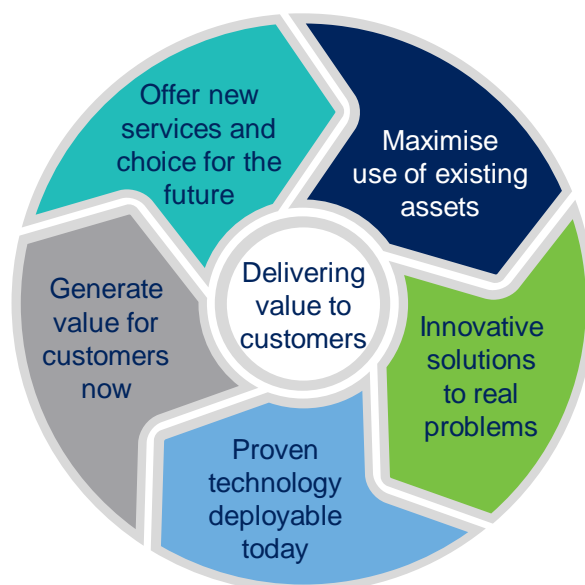 Offer new
services and
choice for the
future
Maximise
use of existing
assets
Delivering
value to
customers
Generate
value for
customers
now
Innovative
solutions
to real
problems
Proven
technology
deployable
today